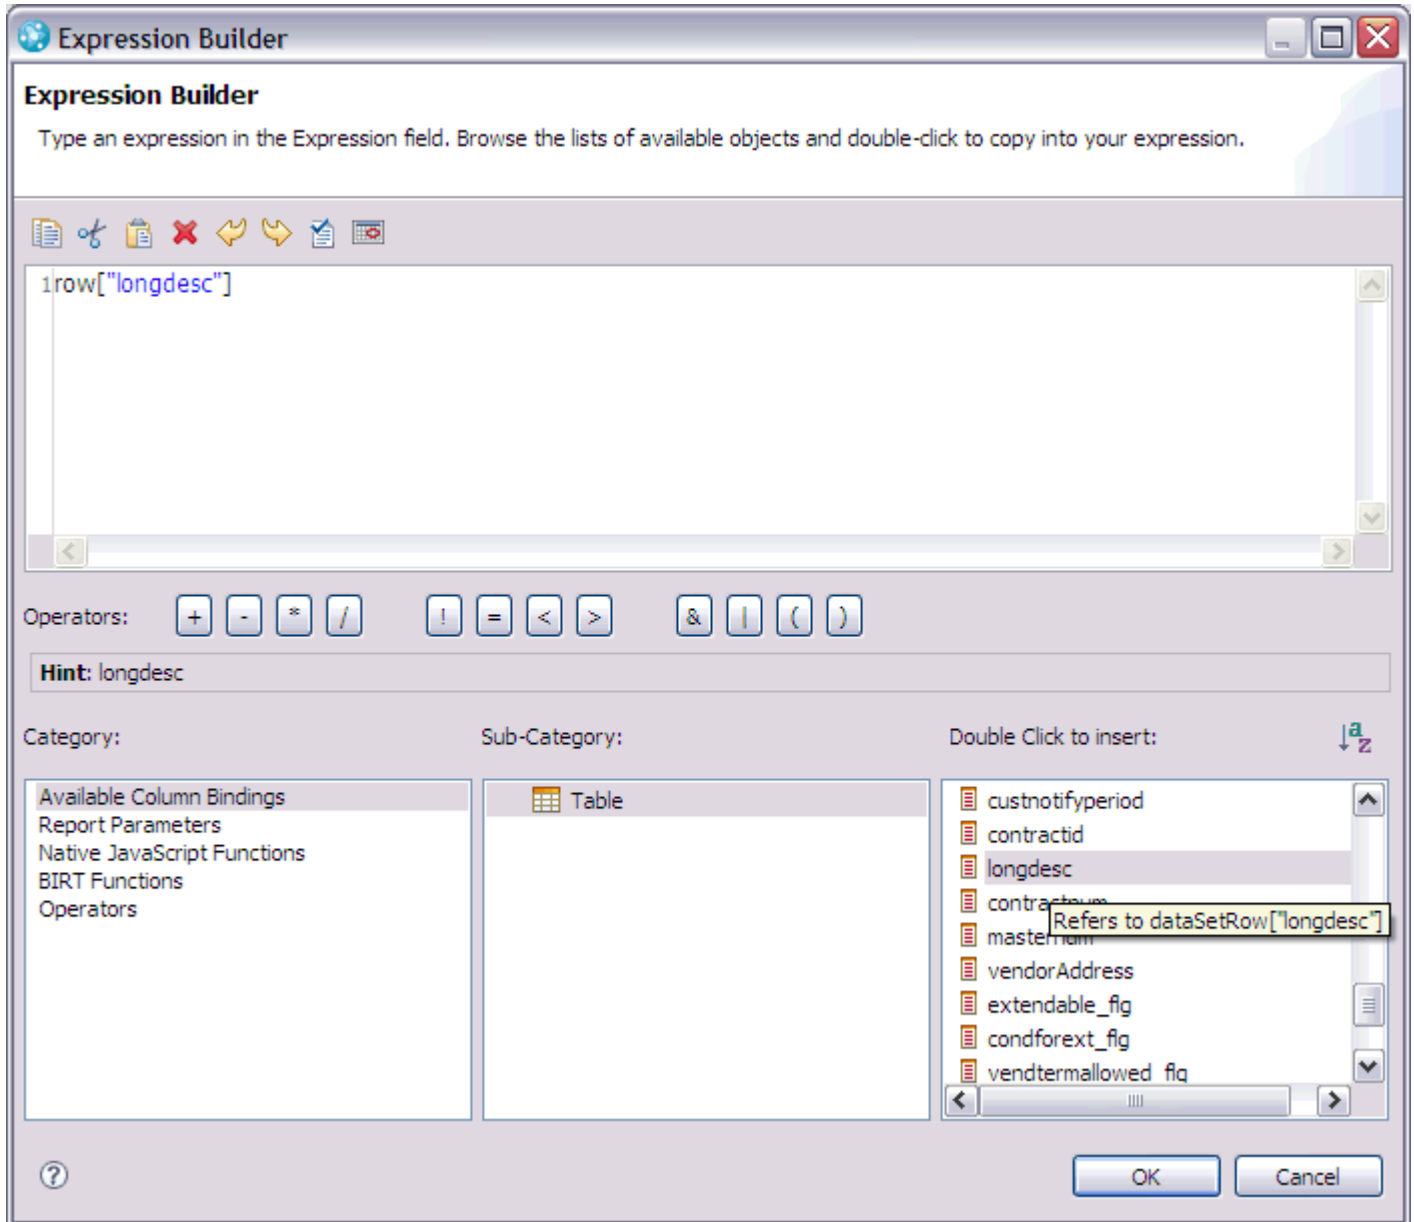 Expression Builder
Expression Builder
Type an expression in the Expression field. Browse the lists of available objects and double-click to copy into your expression.
1row["longdesc"]
Operators: + - * / ! = < > & | ( )
Hint: longdesc
Category:
Sub-Category:
Double Click to insert:
a
z
Available Column Bindings
Report Parameters
Native JavaScript Functions
BIRT Functions
Operators
Table
custnotifyperiod
contractid
longdesc
contractnum
Refers to dataSetRow["longdesc"]
masternum
vendorAddress
extendable_flg
condforext_flg
vendtermallowed_flg
?
OK
Cancel